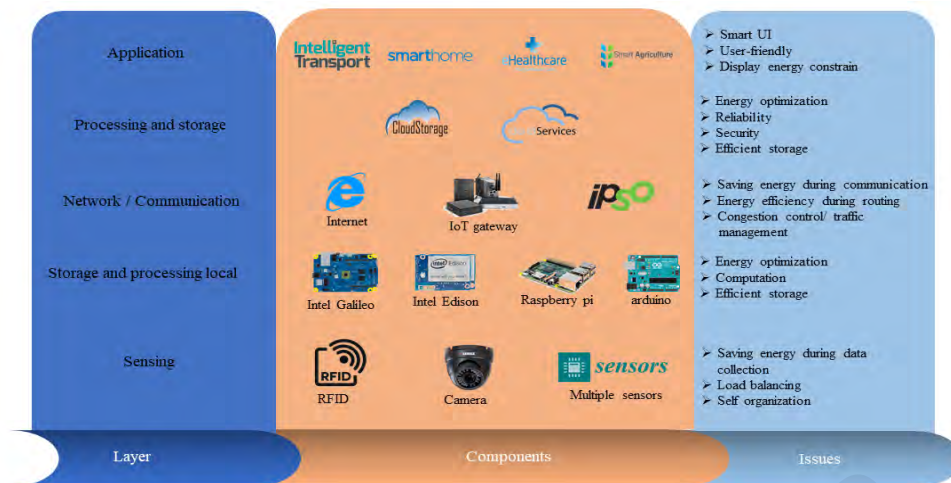 Application
Intelligent
Transport
smarthome
Healthcare
Smart Agriculture
➤ Smart UI
➤ User-friendly
➤ Display energy constrain
Processing and storage
CloudStorage
Services
➤ Energy optimization
➤ Reliability
➤ Security
➤ Efficient storage
Network / Communication
Internet
IoT gateway
ipso
➤ Saving energy during communication
➤ Energy efficiency during routing
➤ Congestion control/ traffic
management
Storage and processing local
Intel Galileo
Intel Edison
Raspberry pi
arduino
➤ Energy optimization
➤ Computation
➤ Efficient storage
Sensing
RFID
RFID
Camera
sensors
Multiple sensors
➤ Saving energy during data
collection
➤ Load balancing
➤ Self organization
Layer
Components
Issues